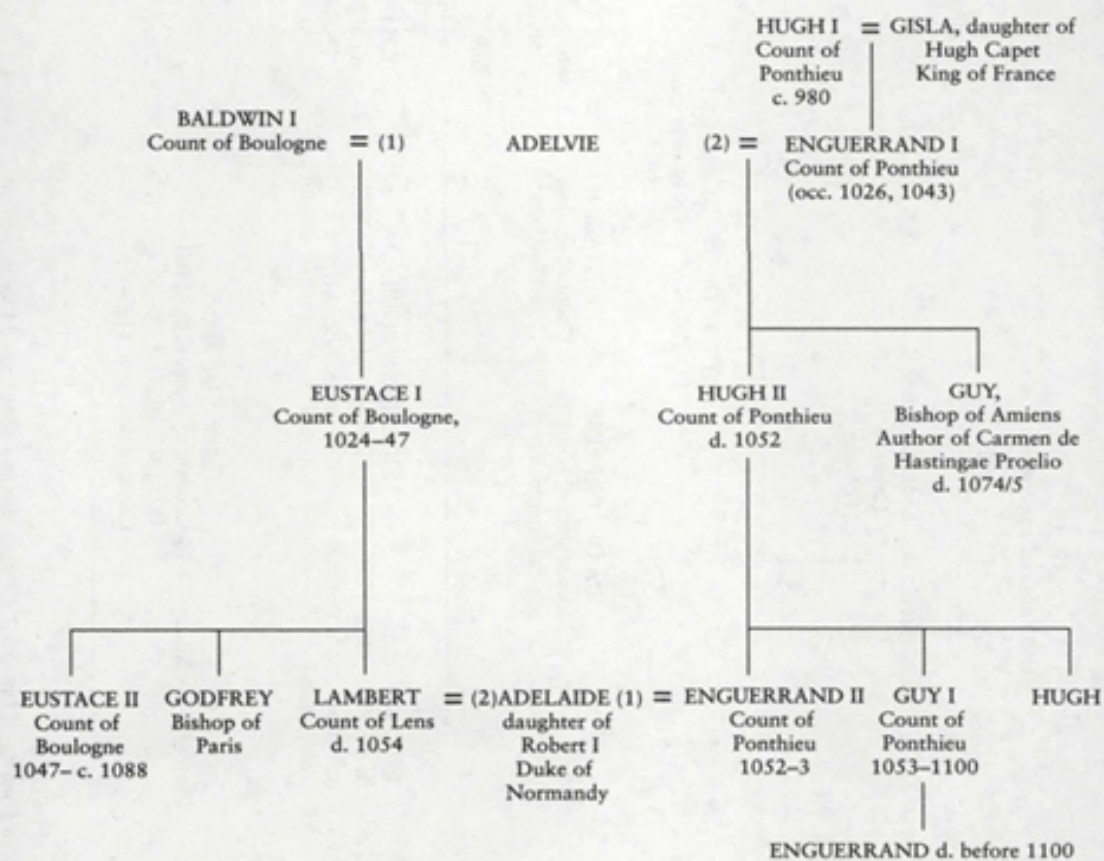 HUGH I = GISLA, daughter of
Count of Hugh Capet
Ponthieu King of France
c. 980
BALDWIN I
Count of Boulogne = (1) ADELVIE (2) = ENGUERRAND I
Count of Ponthieu
(occ. 1026, 1043)
EUSTACE I
Count of Boulogne,
1024–47
HUGH II
Count of Ponthieu
d. 1052
GUY,
Bishop of Amiens
Author of Carmen de
Hastingae Proelio
d. 1074/5
EUSTACE II
Count of
Boulogne
1047– c. 1088
GODFREY
Bishop of
Paris
LAMBERT
Count of Lens
d. 1054
= (2)ADELAIDE (1) =
daughter of
Robert I
Duke of
Normandy
ENGUERRAND II
Count of
Ponthieu
1052–3
GUY I
Count of
Ponthieu
1053–1100
HUGH
ENGUERRAND d. before 1100